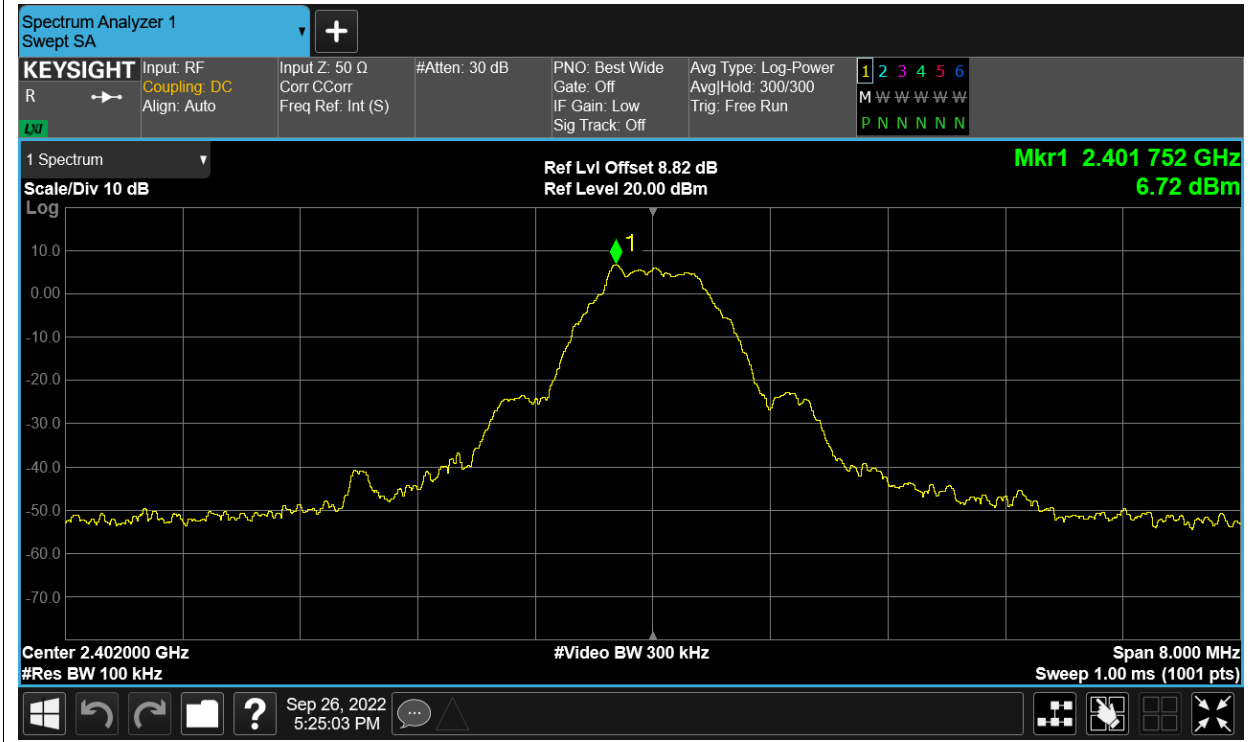 Spectrum Analyzer 1
Swept SA
KEYSIGHT
R
LXI
Input: RF
Coupling: DC
Align: Auto
Input Z: 50 Ω
Corr CCorr
Freq Ref: Int (S)
#Atten: 30 dB
PNO: Best Wide
Gate: Off
IF Gain: Low
Sig Track: Off
Avg Type: Log-Power
Avg|Hold: 300/300
Trig: Free Run
1 2 3 4 5 6
M W W W W W
P N N N N N
1 Spectrum
Scale/Div 10 dB
Log
Ref Lvl Offset 8.82 dB
Ref Level 20.00 dBm
Mkr1 2.401 752 GHz
6.72 dBm
1
10.0
0.00
-10.0
-20.0
-30.0
-40.0
-50.0
-60.0
-70.0
Center 2.402000 GHz
#Res BW 100 kHz
#Video BW 300 kHz
Span 8.000 MHz
Sweep 1.00 ms (1001 pts)
?
Sep 26, 2022
5:25:03 PM